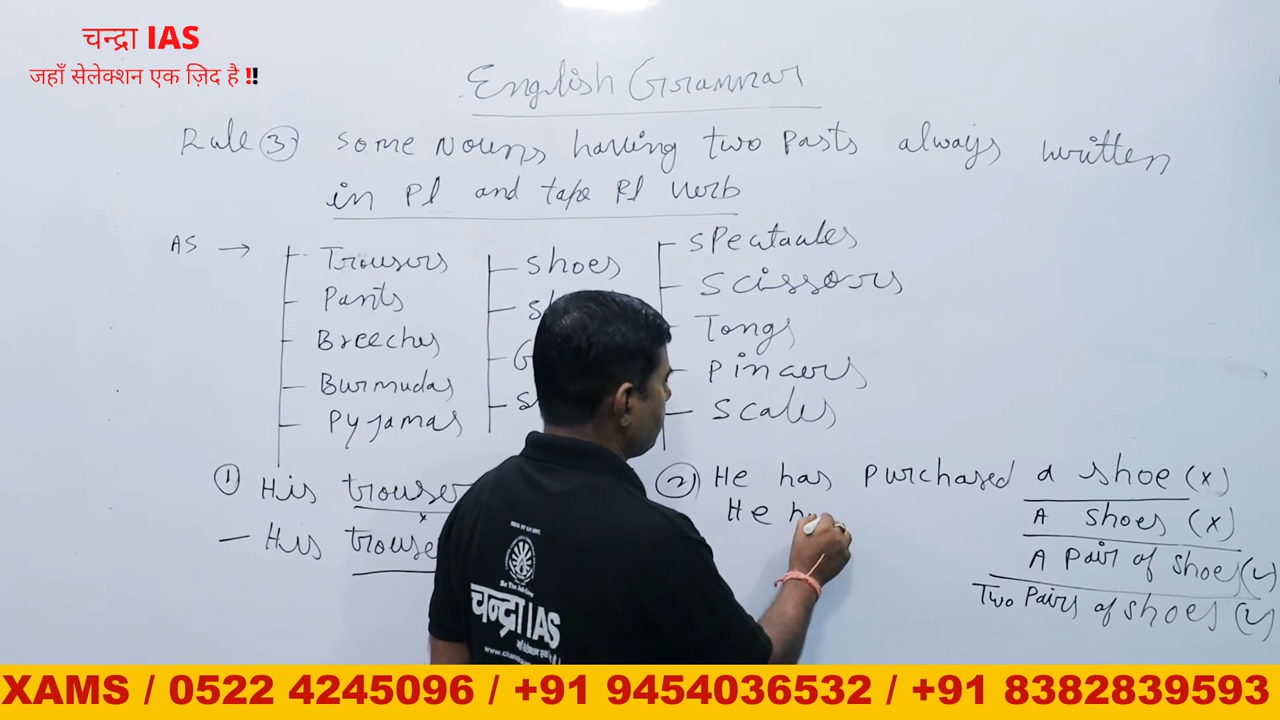 चन्द्रा IAS
जहाँ सेलेक्शन एक ज़िद है !!
English Grammar
Rule ③ Some Nouns having two parts always written
in Pl and take Pl verb
AS → Trousers
Pants
Breeches
Burmudas
Pyjamas
Shoes
Spectacles
Scissors
Tongs
Pincers
Scales
① His trouser
x
— His trouse
② He has purchased a shoe (x)
He h
A shoes (x)
A pair of shoe
Two pairs of shoes
चन्द्रा IAS
XAMS / 0522 4245096 / +91 9454036532 / +91 8382839593